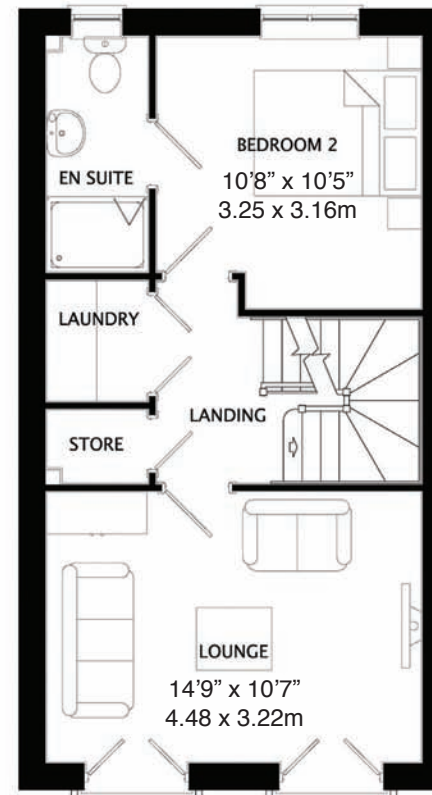 BEDROOM 2
10’8” x 10’5”
3.25 x 3.16m
EN SUITE
LAUNDRY
LANDING
STORE
LOUNGE
14’9” x 10’7”
4.48 x 3.22m